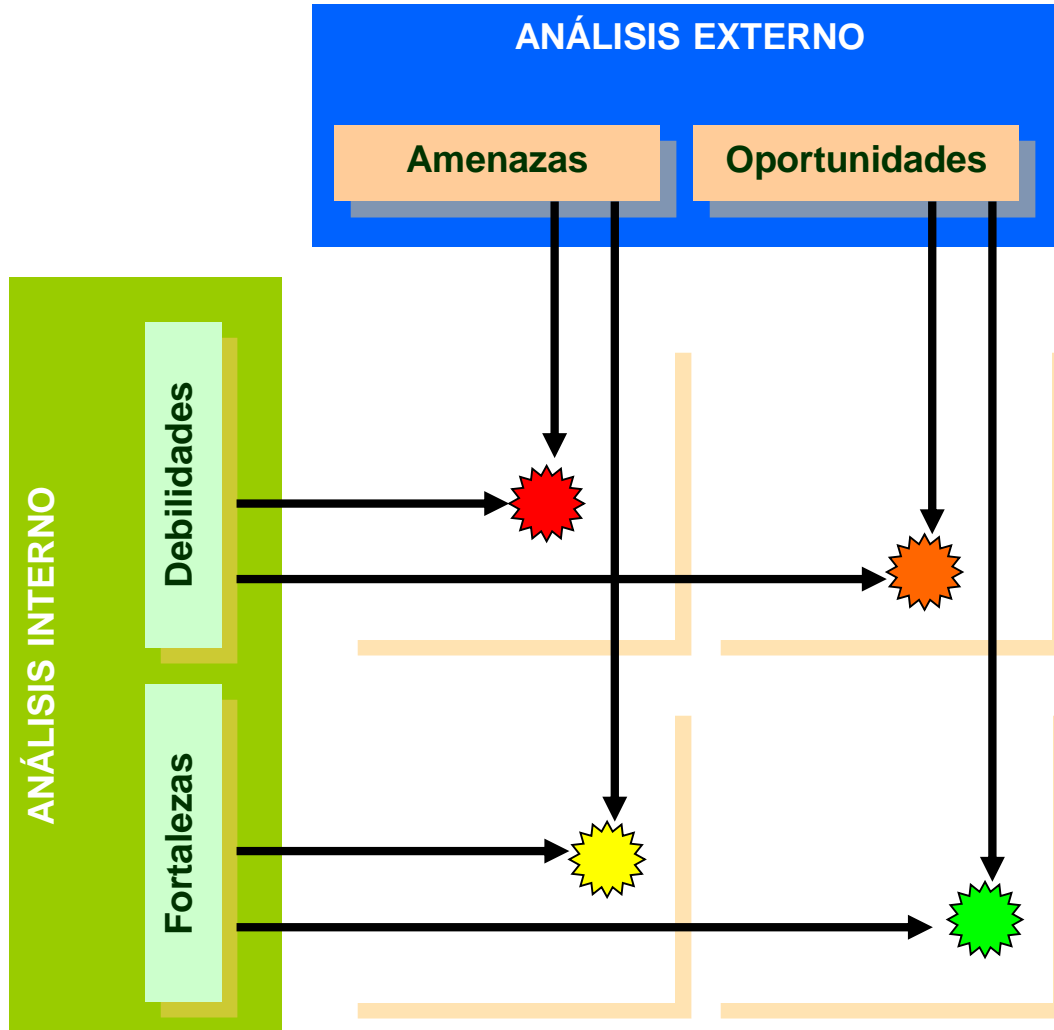 ANÁLISIS EXTERNO
Amenazas
Oportunidades
ANÁLISIS INTERNO
Debilidades
Fortalezas